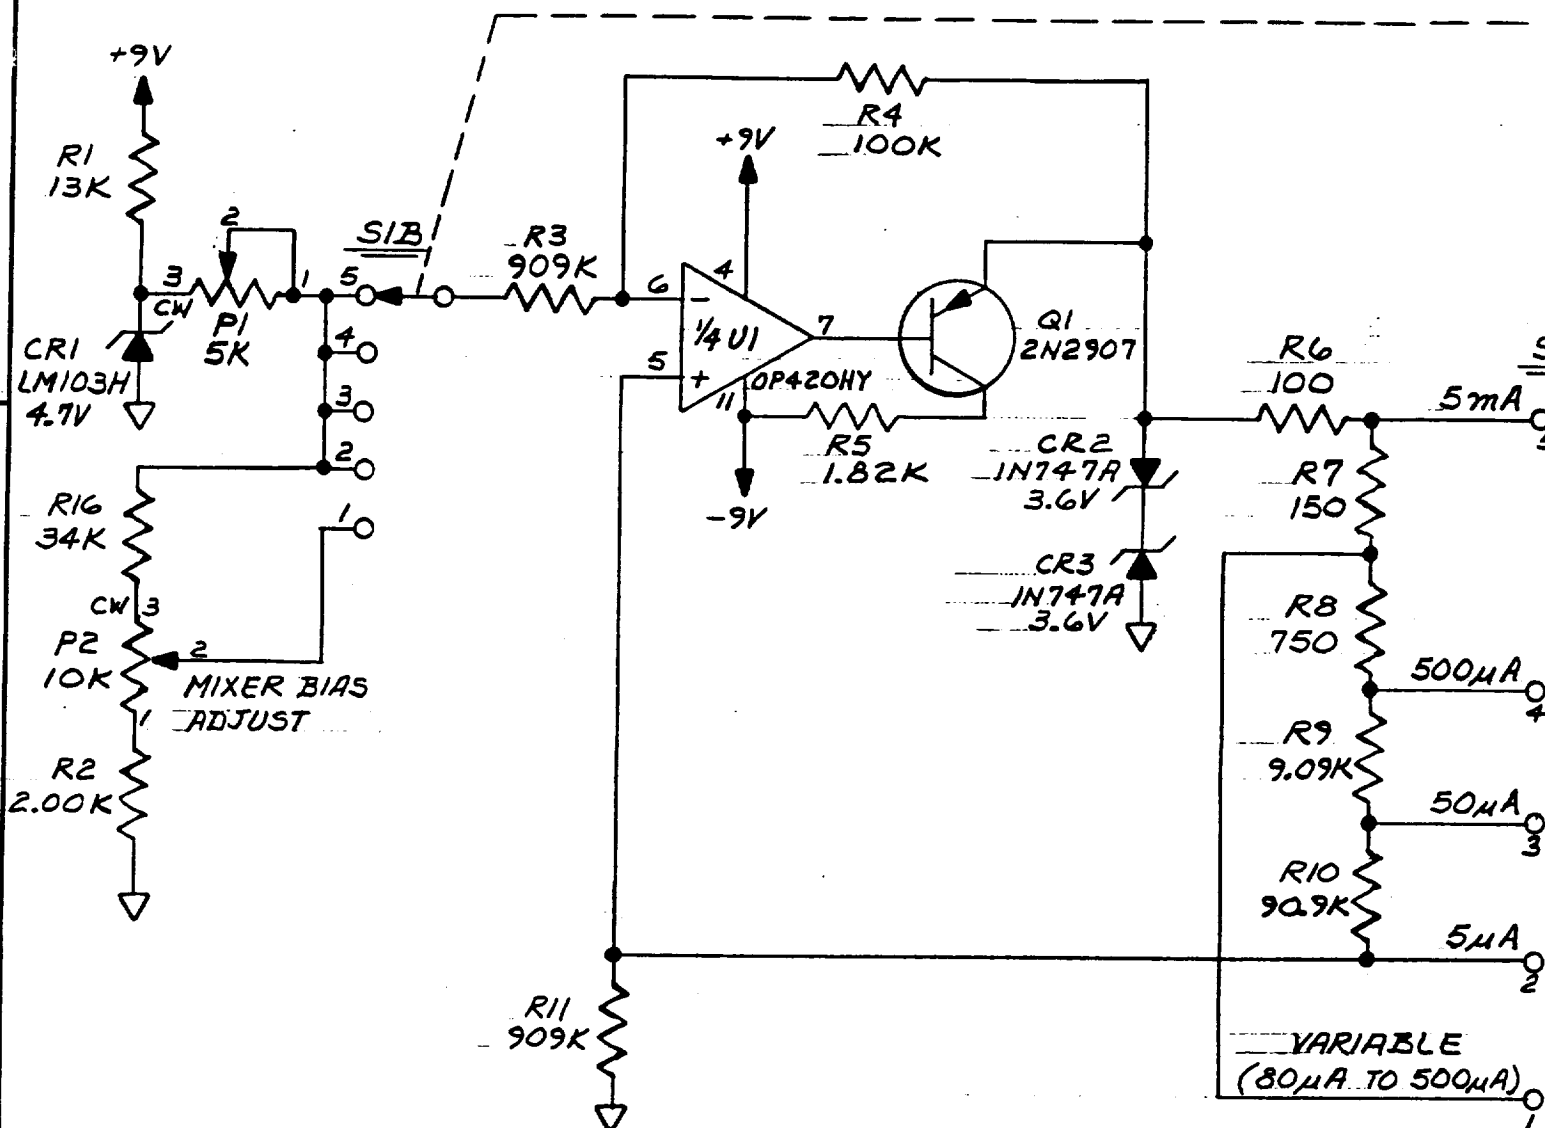 +9V
R1
13K
3
CW
2
1
P1
5K
CR1
LM103H
4.7V
S1B
5
4
3
2
1
R16
34K
CW 3
P2
10K
2
MIXER BIAS
ADJUST
1
R2
2.00K
R3
909K
R4
100K
+9V
4
6
-
1/4 U1
7
5
+
OP420HY
11
-9V
R5
1.82K
Q1
2N2907
CR2
1N747A
3.6V
CR3
1N747A
3.6V
R6
100
5mA
R7
150
R8
750
500µA
4
R9
9.09K
50µA
3
R10
90.9K
5µA
2
R11
909K
VARIABLE
(80µA TO 500µA)
1